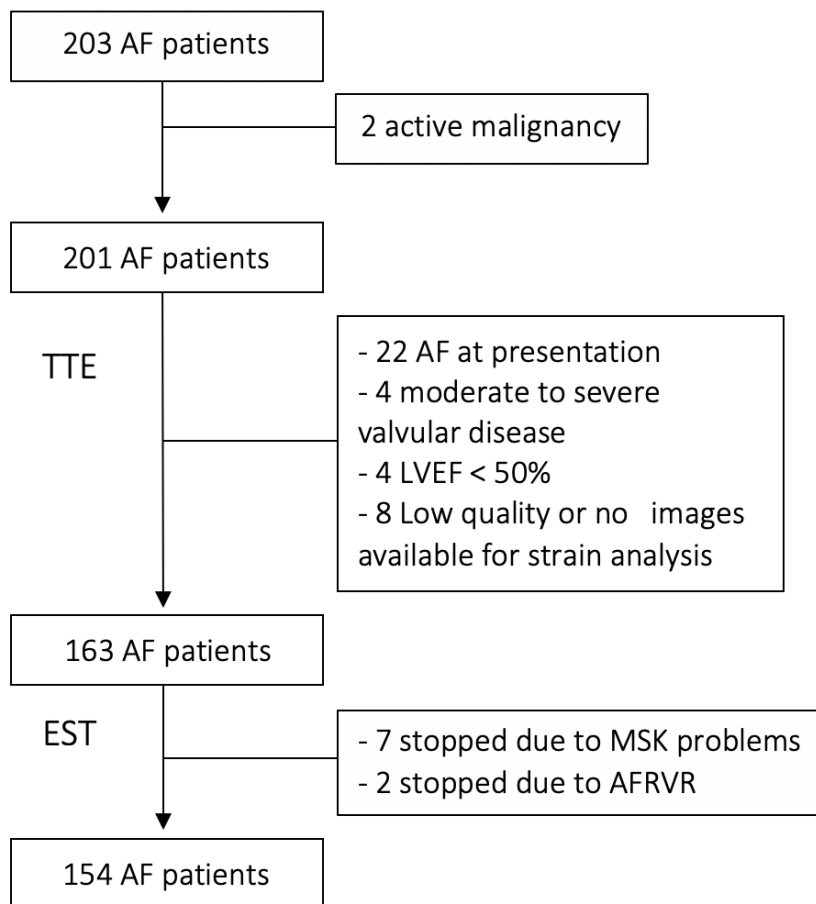 203 AF patients
2 active malignancy
201 AF patients
TTE
- 22 AF at presentation
- 4 moderate to severe
valvular disease
- 4 LVEF < 50%
- 8 Low quality or no images
available for strain analysis
163 AF patients
EST
- 7 stopped due to MSK problems
- 2 stopped due to AFRVR
154 AF patients